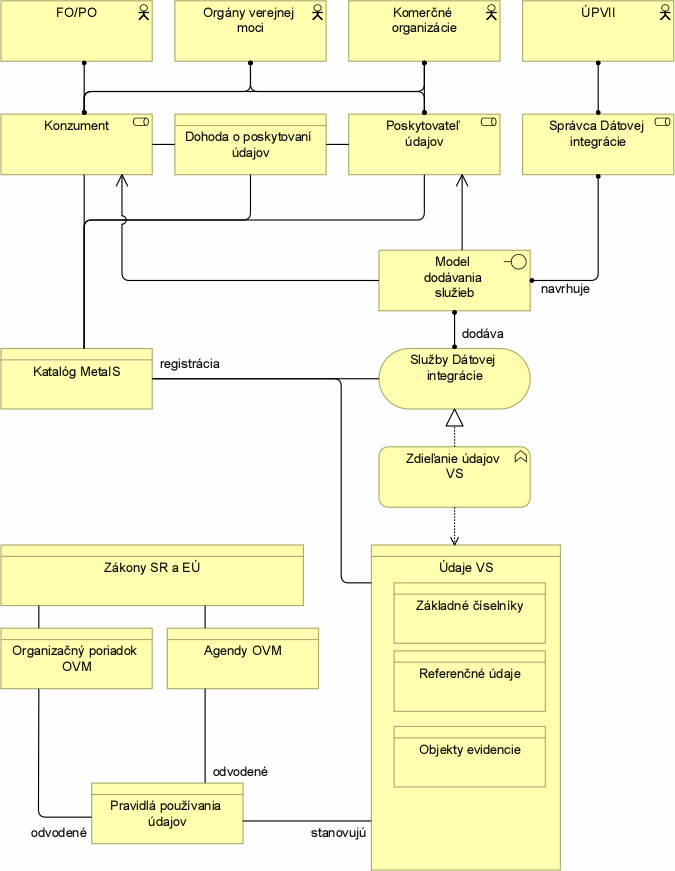 FO/PO
Orgány verejnej
moci
Komerčné
organizácie
ÚPVII
Konzument
Dohoda o poskytovaní
údajov
Poskytovateľ
údajov
Správca Dátovej
integrácie
Model
dodávania
služieb
navrhuje
dodáva
Katalóg MetaIS
registrácia
Služby Dátovej
integrácie
Zdieľanie údajov
VS
Zákony SR a EÚ
Údaje VS
Základné číselníky
Organizačný poriadok
OVM
Agendy OVM
Referenčné údaje
Objekty evidencie
odvodené
Pravidlá používania
údajov
odvodené
stanovujú